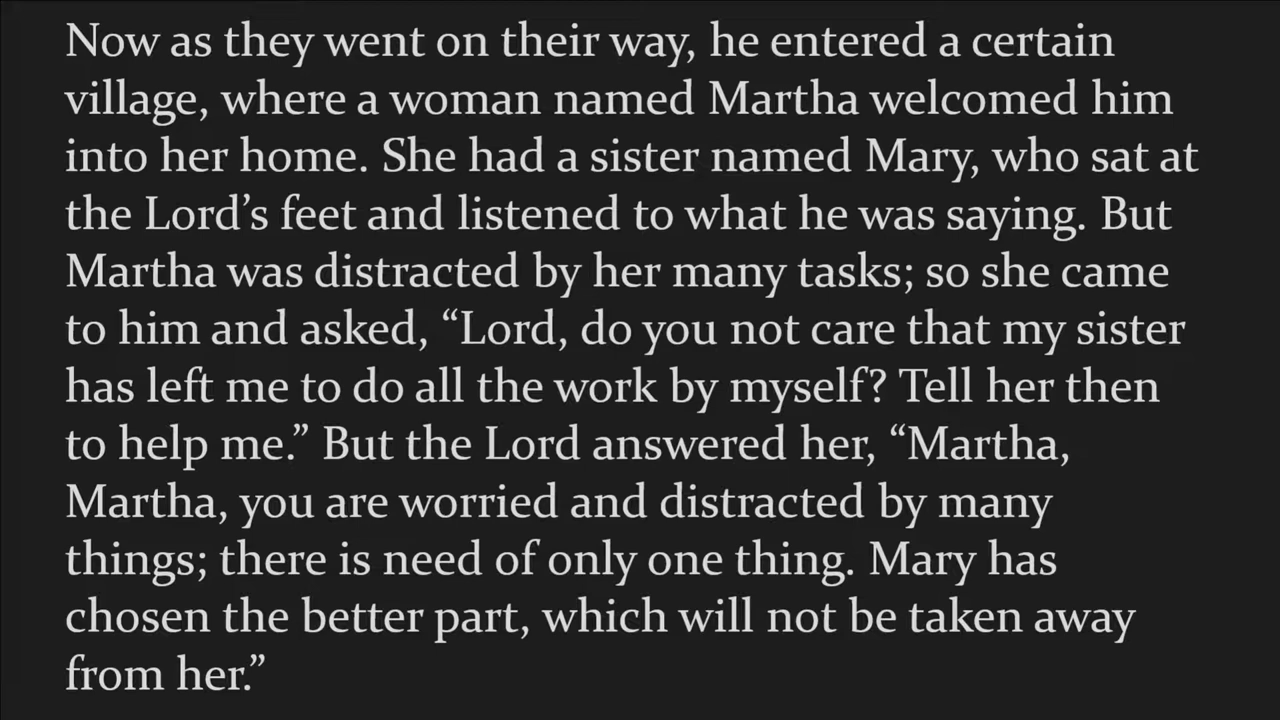 Now as they went on their way, he entered a certain
village, where a woman named Martha welcomed him
into her home. She had a sister named Mary, who sat at
the Lord’s feet and listened to what he was saying. But
Martha was distracted by her many tasks; so she came
to him and asked, “Lord, do you not care that my sister
has left me to do all the work by myself? Tell her then
to help me.” But the Lord answered her, “Martha,
Martha, you are worried and distracted by many
things; there is need of only one thing. Mary has
chosen the better part, which will not be taken away
from her.”